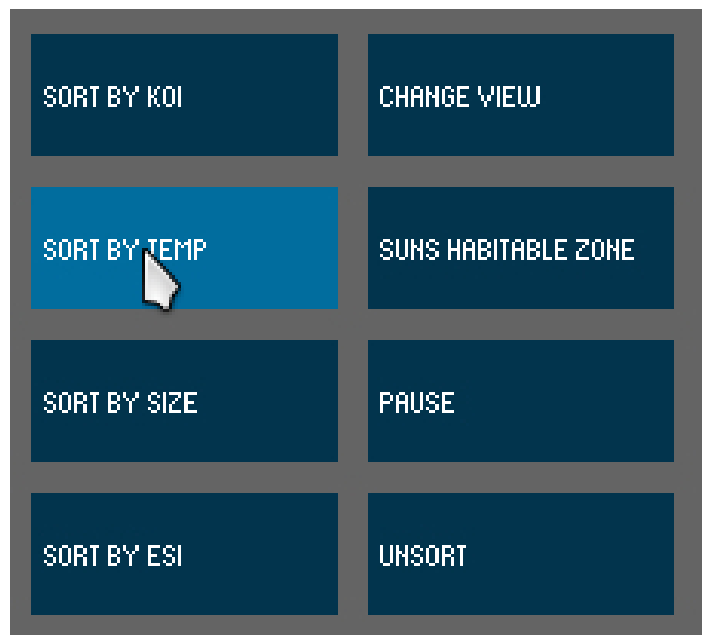 SORT BY KOI
CHANGE VIEW
SORT BY TEMP
SUNS HABITABLE ZONE
SORT BY SIZE
PAUSE
SORT BY ESI
UNSORT